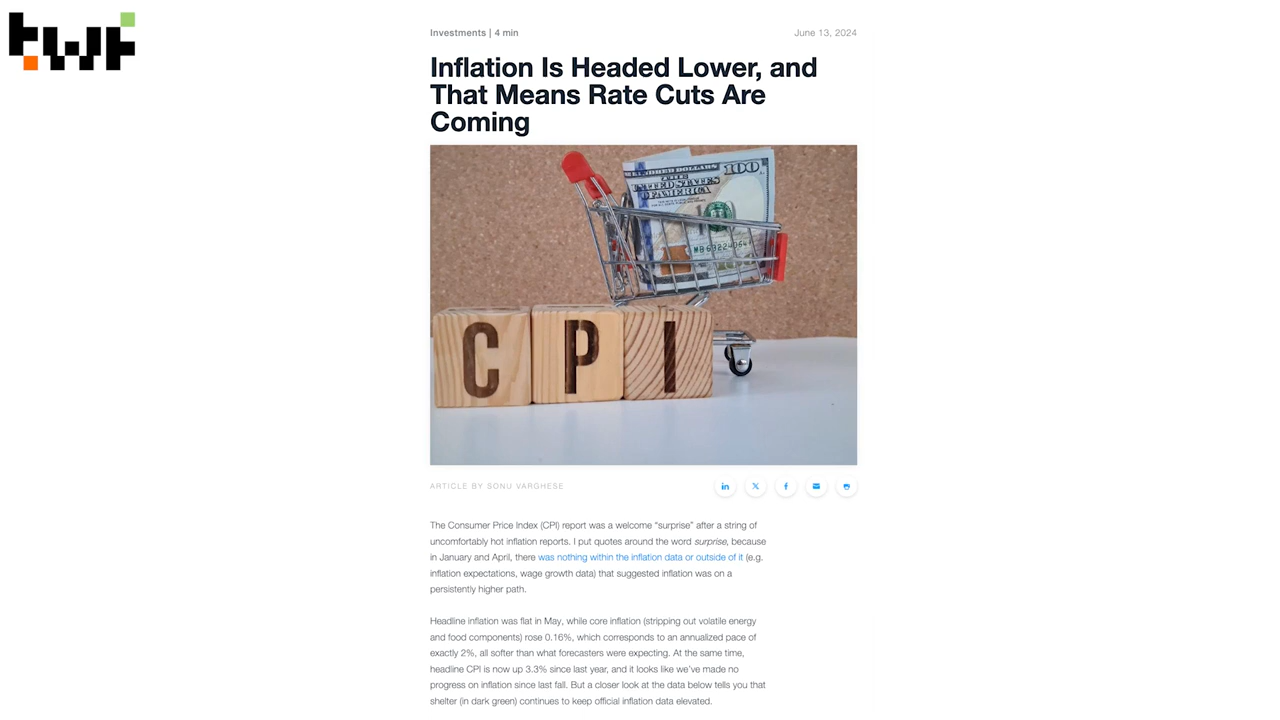 twf
Investments | 4 min
June 13, 2024
Inflation Is Headed Lower, and
That Means Rate Cuts Are
Coming
100
UNITED STATES
OF AMERICA
C P I
ARTICLE BY SONU VARGHESE
The Consumer Price Index (CPI) report was a welcome “surprise” after a string of
uncomfortably hot inflation reports. I put quotes around the word surprise, because
in January and April, there was nothing within the inflation data or outside of it (e.g.
inflation expectations, wage growth data) that suggested inflation was on a
persistently higher path.
Headline inflation was flat in May, while core inflation (stripping out volatile energy
and food components) rose 0.16%, which corresponds to an annualized pace of
exactly 2%, all softer than what forecasters were expecting. At the same time,
headline CPI is now up 3.3% since last year, and it looks like we’ve made no
progress on inflation since last fall. But a closer look at the data below tells you that
shelter (in dark green) continues to keep official inflation data elevated.